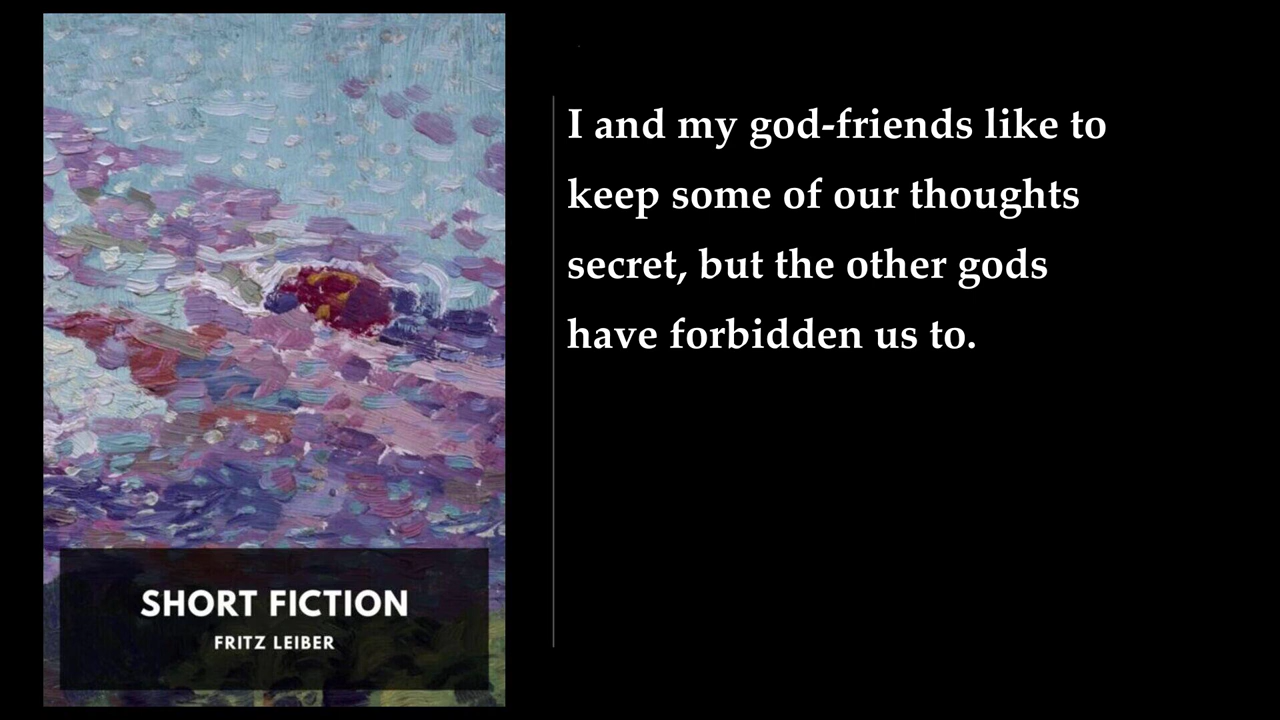 SHORT FICTION
FRITZ LEIBER
I and my god-friends like to
keep some of our thoughts
secret, but the other gods
have forbidden us to.